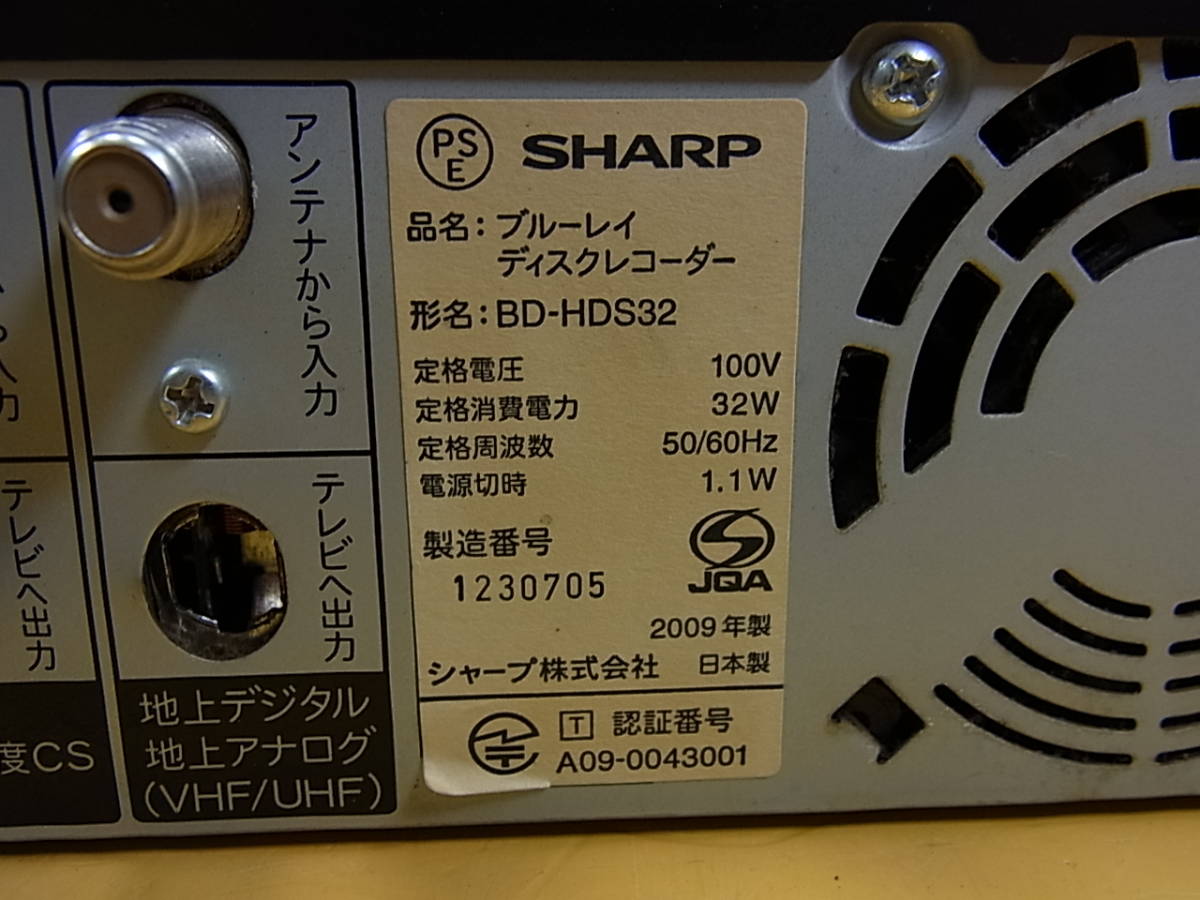 アンテナから入力
テレビへ出力
地上デジタル
地上アナログ
(VHF/UHF)
から入力
テレビへ出力
度CS
PS
E
SHARP
品名：ブルーレイ
ディスクレコーダー
形名：BD-HDS32
定格電圧 100V
定格消費電力 32W
定格周波数 50/60Hz
電源切時 1.1W
製造番号
1230705
JQA
2009年製
シャープ株式会社 日本製
T 認証番号
A09-0043001